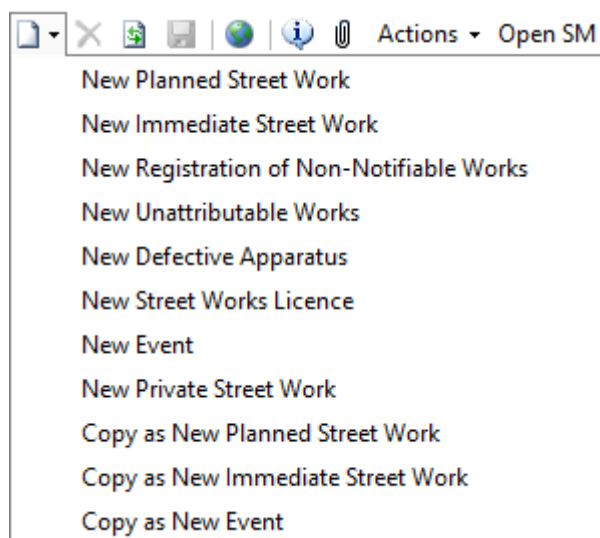 Actions Open SM
New Planned Street Work
New Immediate Street Work
New Registration of Non-Notifiable Works
New Unattributable Works
New Defective Apparatus
New Street Works Licence
New Event
New Private Street Work
Copy as New Planned Street Work
Copy as New Immediate Street Work
Copy as New Event